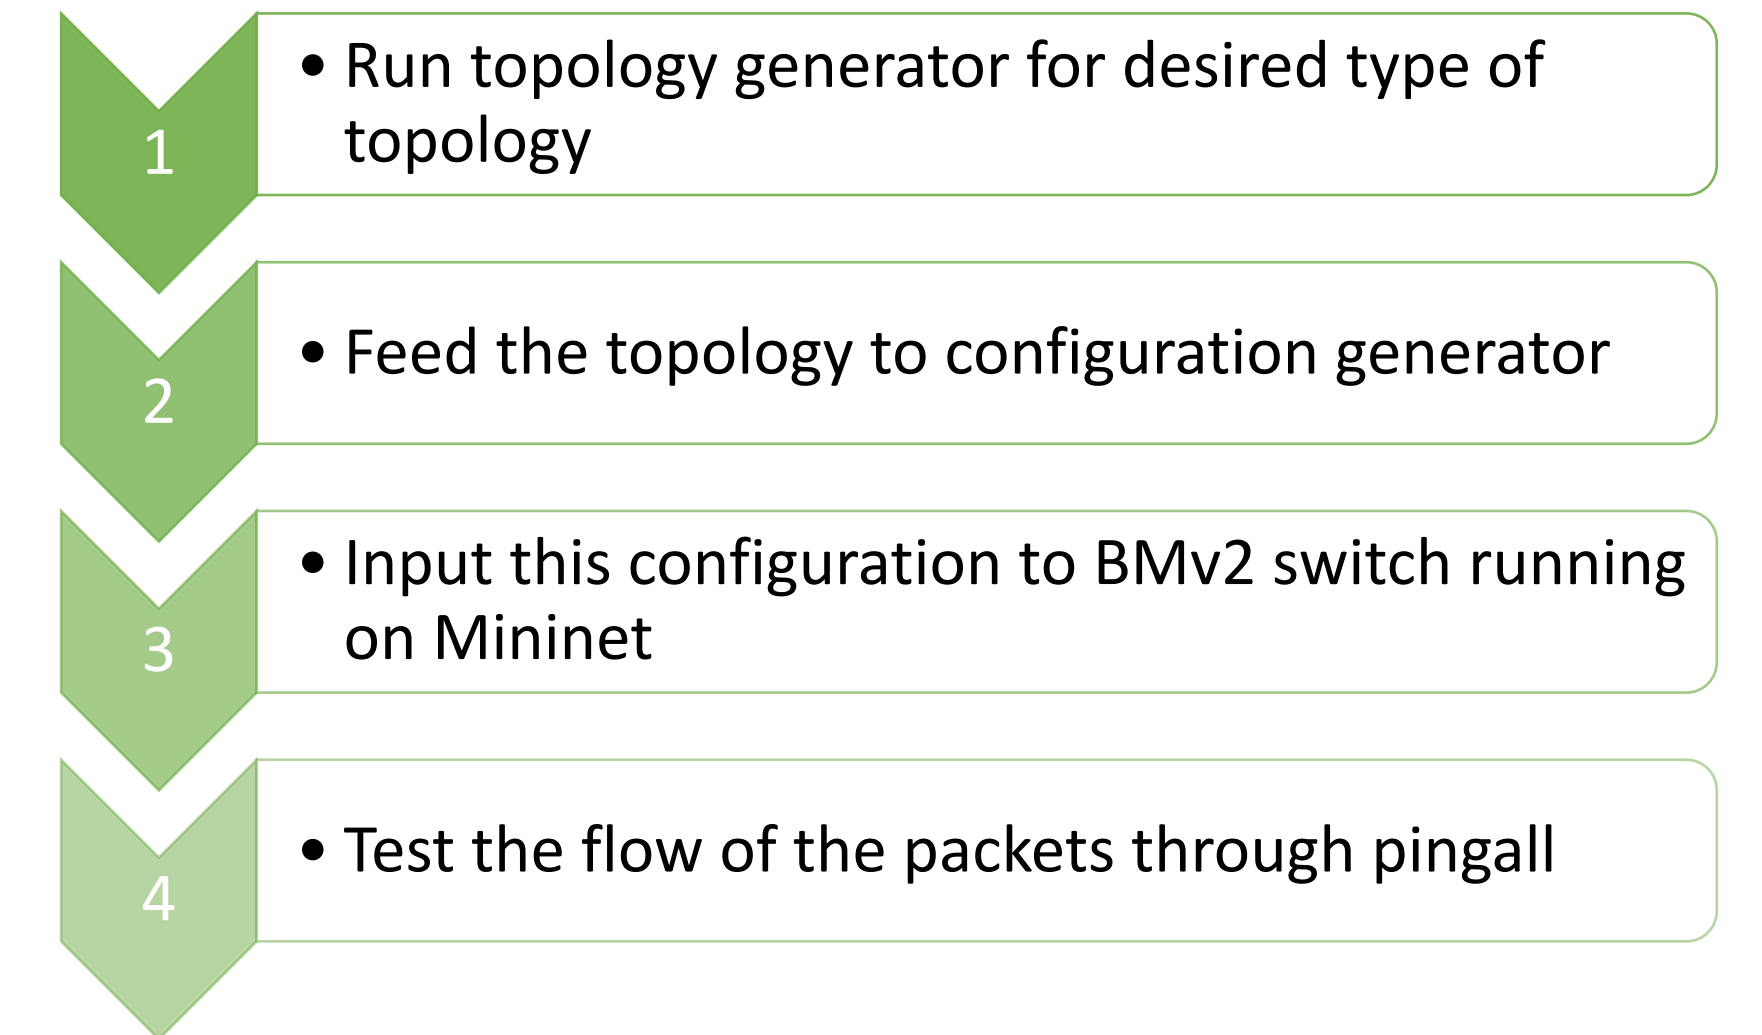 1
• Run topology generator for desired type of
topology
2
• Feed the topology to configuration generator
3
• Input this configuration to BMv2 switch running
on Mininet
4
• Test the flow of the packets through pingall